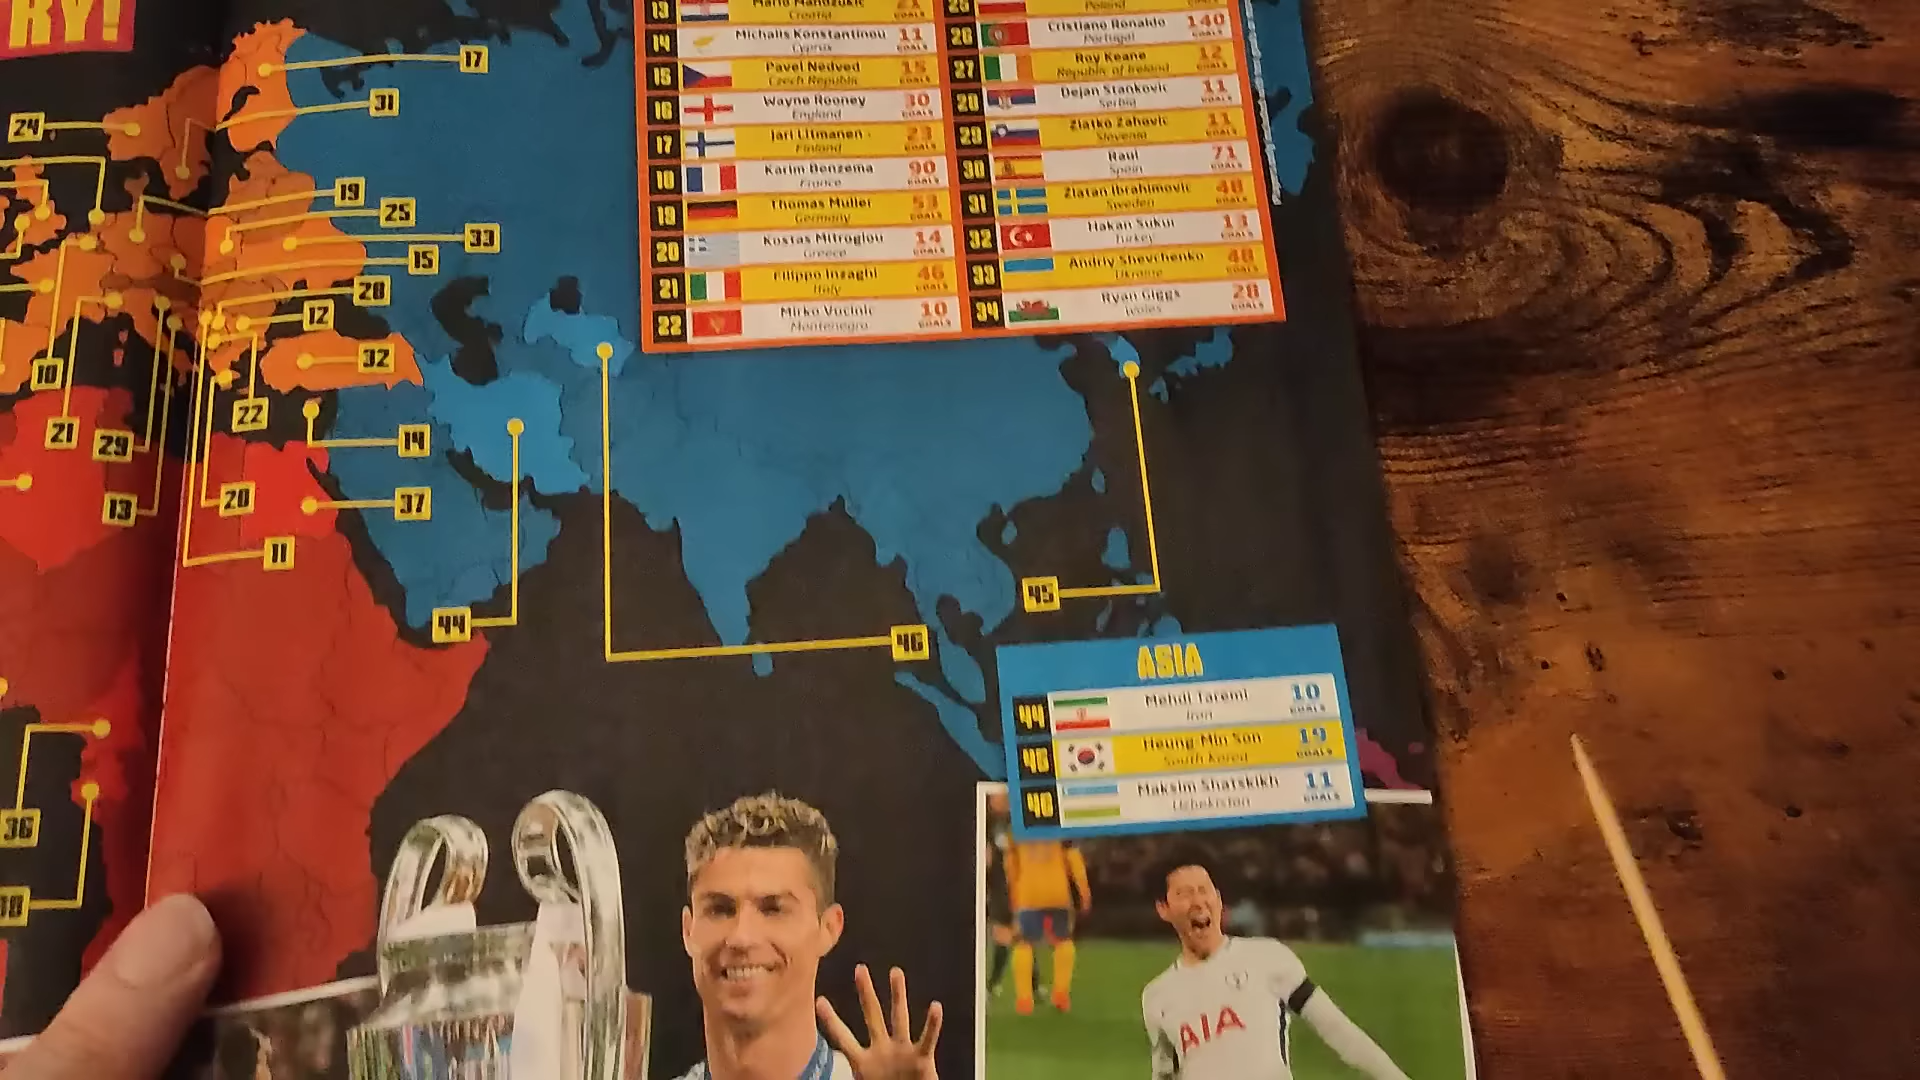 RY!
13 Mario Mandzukic 21
Croatia GOALS
14 Michalis Konstantinou 11
Cyprus GOALS
15 Pavel Nedved 15
Czech Republic GOALS
16 Wayne Rooney 30
England GOALS
17 Jari Litmanen 23
Finland GOALS
18 Karim Benzema 90
France GOALS
19 Thomas Muller 53
Germany GOALS
20 Kostas Mitroglou 14
Greece GOALS
21 Filippo Inzaghi 46
Italy GOALS
22 Mirko Vucinic 10
Montenegro GOALS
25
Poland GOALS
26 Cristiano Ronaldo 140
Portugal GOALS
27 Roy Keane 12
Republic of Ireland GOALS
28 Dejan Stankovic 11
Serbia GOALS
29 Zlatko Zahovic 11
Slovenia GOALS
30 Raul 71
Spain GOALS
31 Zlatan Ibrahimovic 48
Sweden GOALS
32 Hakan Sukur 13
Turkey GOALS
33 Andriy Shevchenko 48
Ukraine GOALS
34 Ryan Giggs 28
Wales GOALS
17
31
24
19
25
33
15
28
12
32
18
22
21
29
14
13
20
37
11
44
46
45
36
ASIA
44 Mehdi Taremi 10
Iran GOALS
45 Heung-Min Son 19
South Korea GOALS
46 Maksim Shatskikh 11
Uzbekistan GOALS
AIA